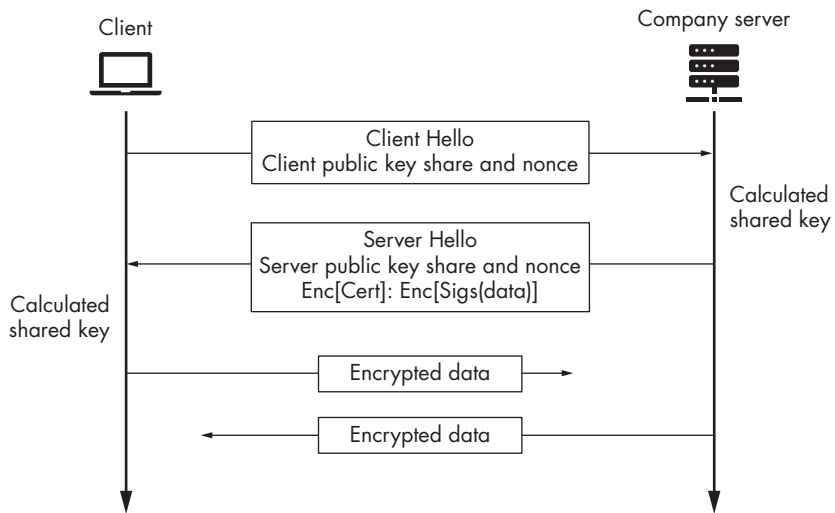 Client
Company server
Client Hello
Client public key share and nonce
Calculated
shared key
Server Hello
Server public key share and nonce
Enc[Cert]: Enc[Sigs(data)]
Calculated
shared key
Encrypted data
Encrypted data